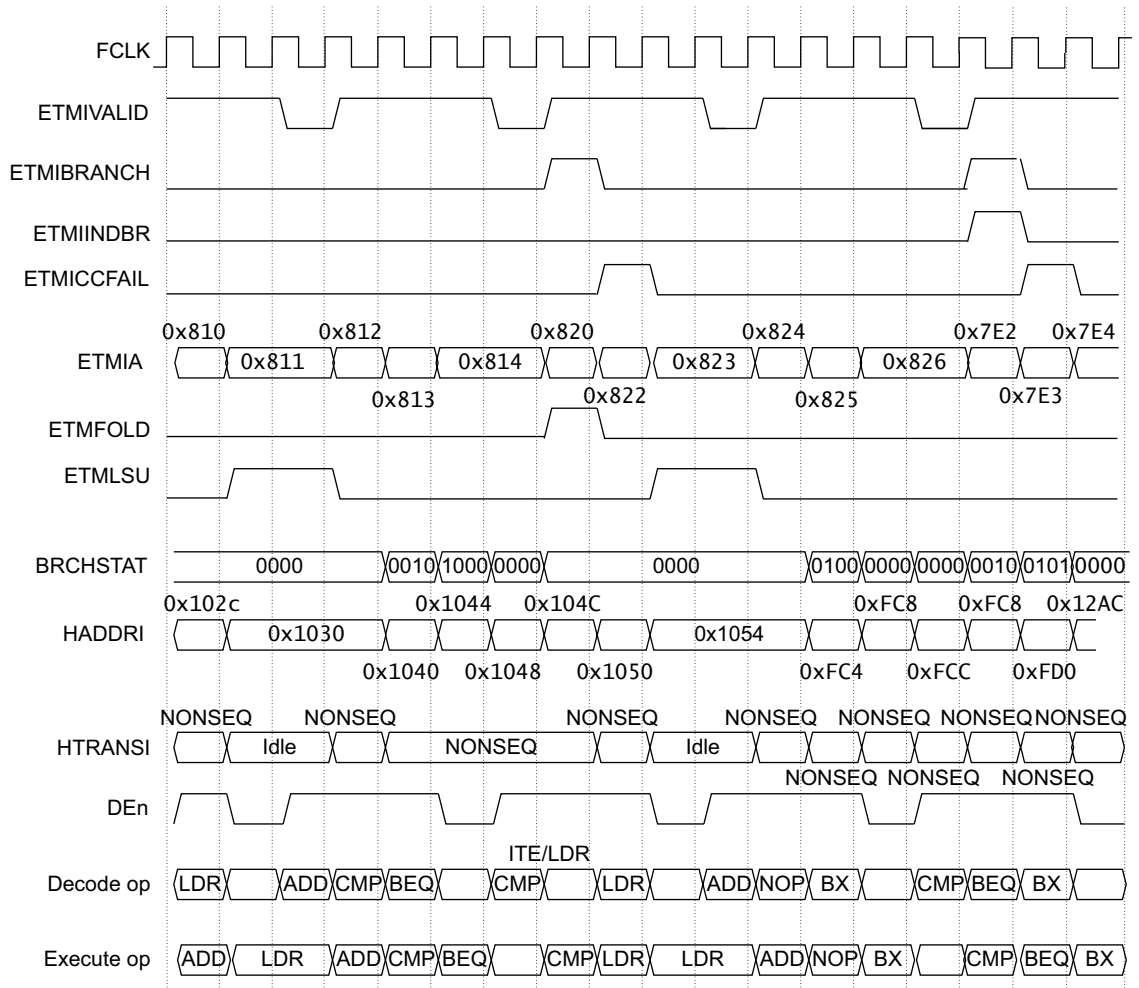 FCLK
ETMIVALID
ETMIBRANCH
ETMIINDBR
ETMICCFAIL
0x810 0x812 0x820 0x824 0x7E2 0x7E4
ETMIA 0x811 0x814 0x823 0x826
0x813 0x822 0x825 0x7E3
ETMFOLD
ETMLSU
BRCHSTAT 0000 0010 1000 0000 0000 0100 0000 0000 0010 0101 0000
0x102c 0x1044 0x104C 0xFC8 0xFC8 0x12AC
HADDRI 0x1030 0x1054
0x1040 0x1048 0x1050 0xFC4 0xFCC 0xFD0
NONSEQ NONSEQ NONSEQ NONSEQ NONSEQ NONSEQ NONSEQ
HTRANSI Idle NONSEQ Idle
NONSEQ NONSEQ NONSEQ
DEn
ITE/LDR
Decode op LDR ADD CMP BEQ CMP LDR ADD NOP BX CMP BEQ BX
Execute op ADD LDR ADD CMP BEQ CMP LDR LDR ADD NOP BX CMP BEQ BX